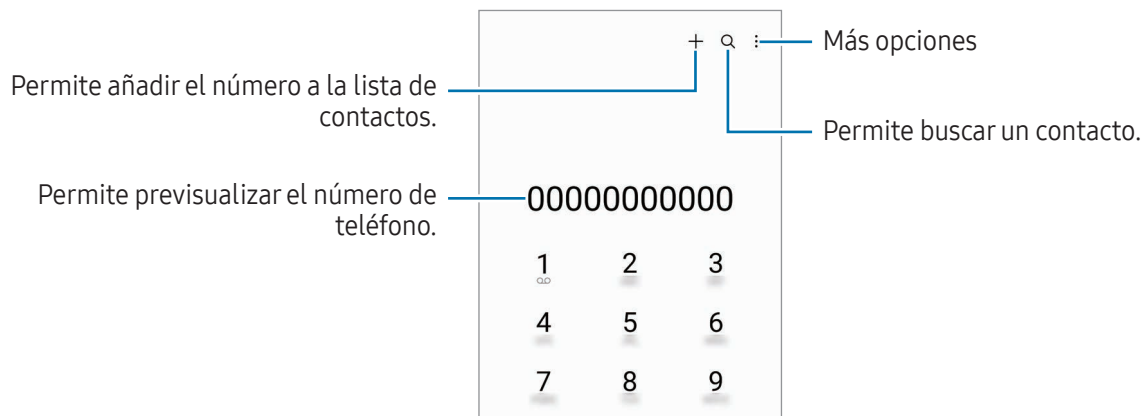 Más opciones
Permite añadir el número a la lista de
contactos.
Permite buscar un contacto.
Permite previsualizar el número de
teléfono.
00000000000
1 2 3
4 5 6
7 8 9